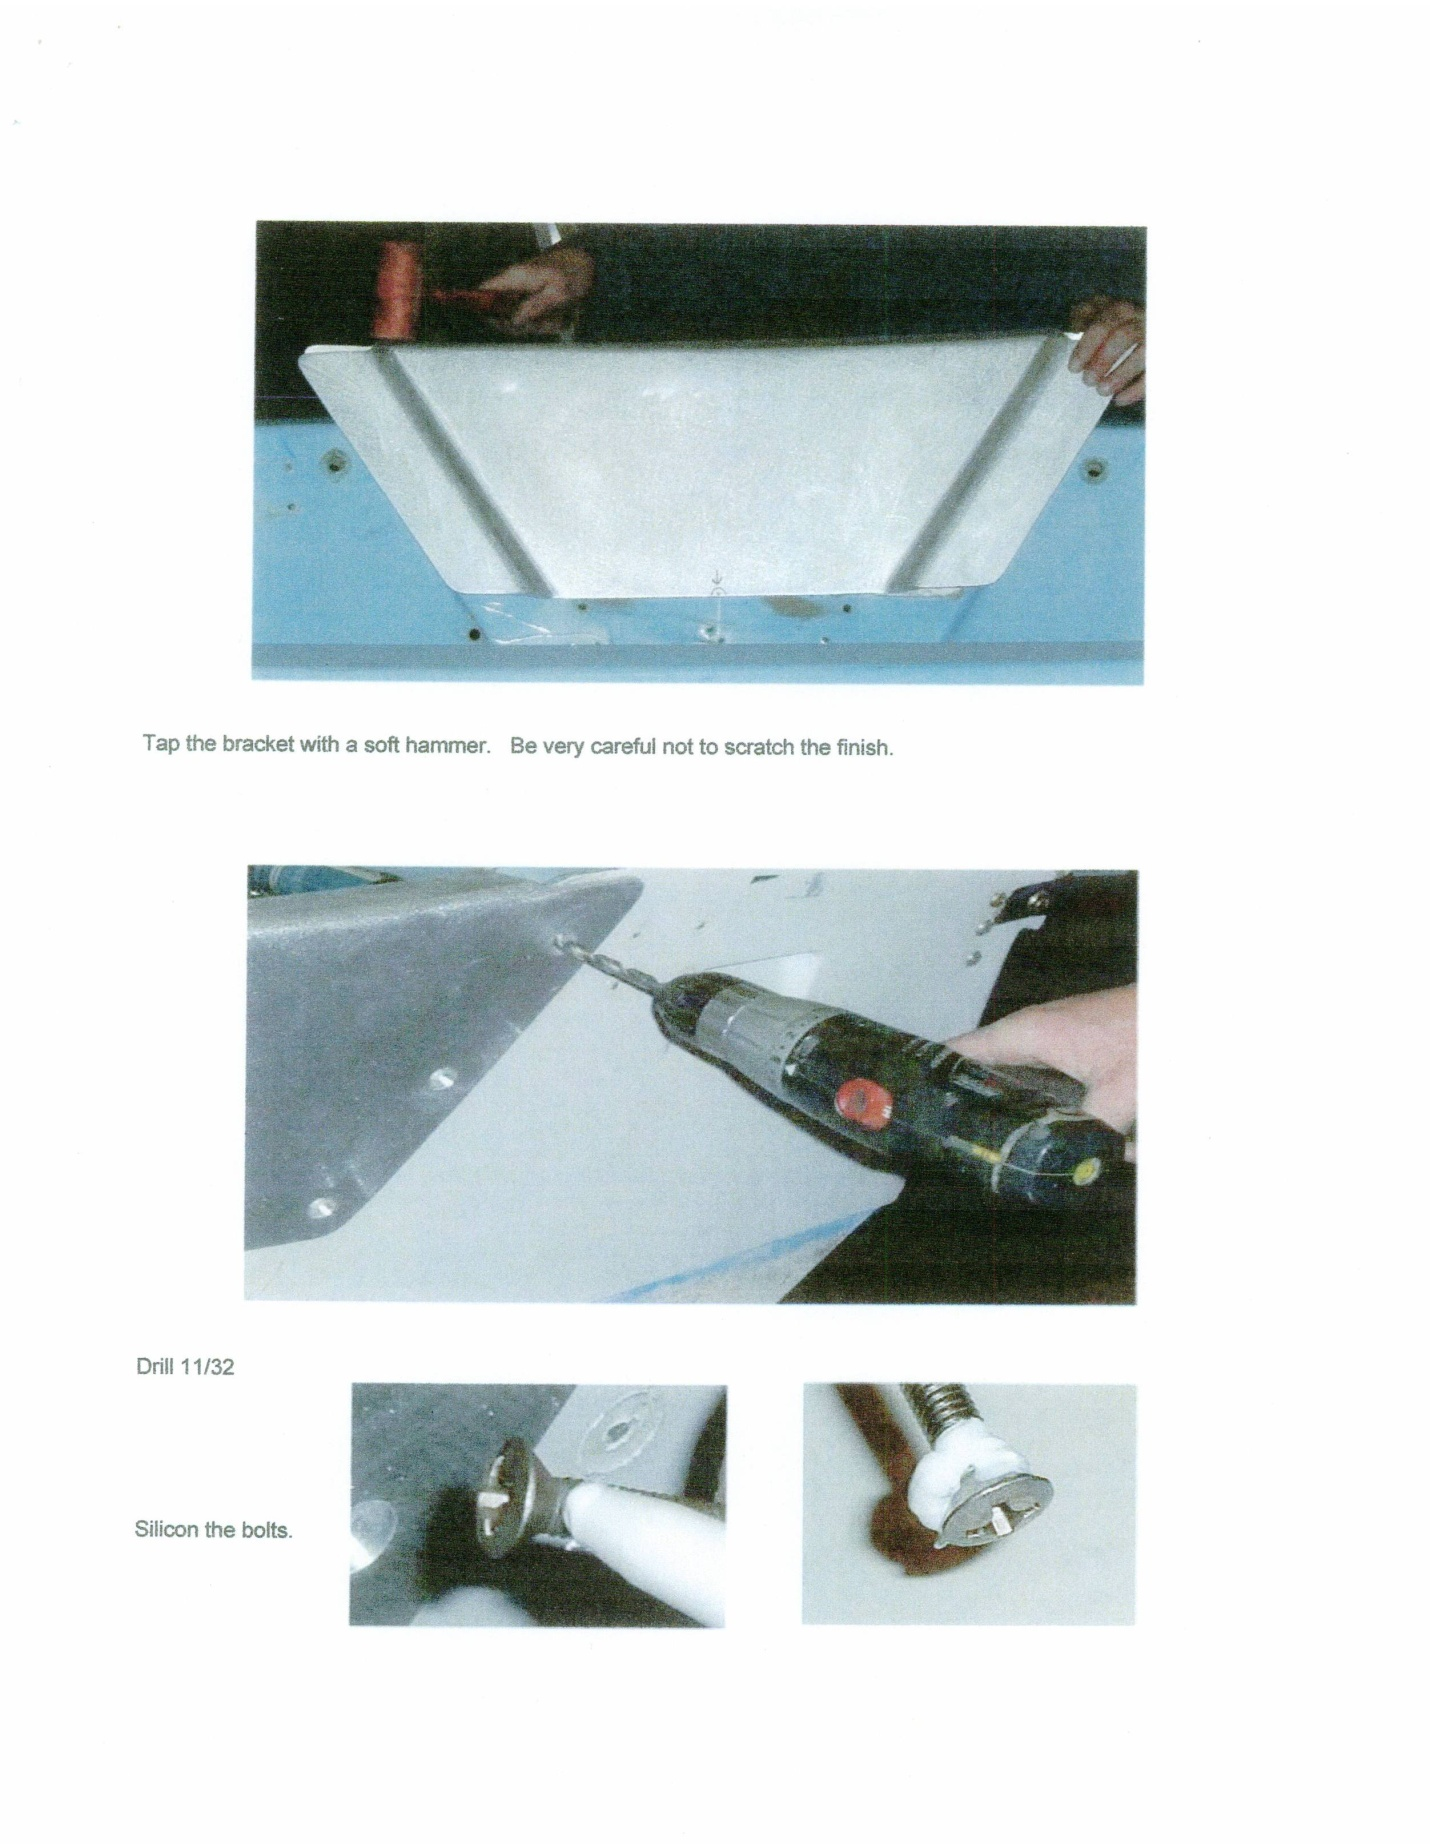 Tap the bracket with a soft hammer. Be very careful not to scratch the finish.
Drill 11/32
Silicon the bolts.